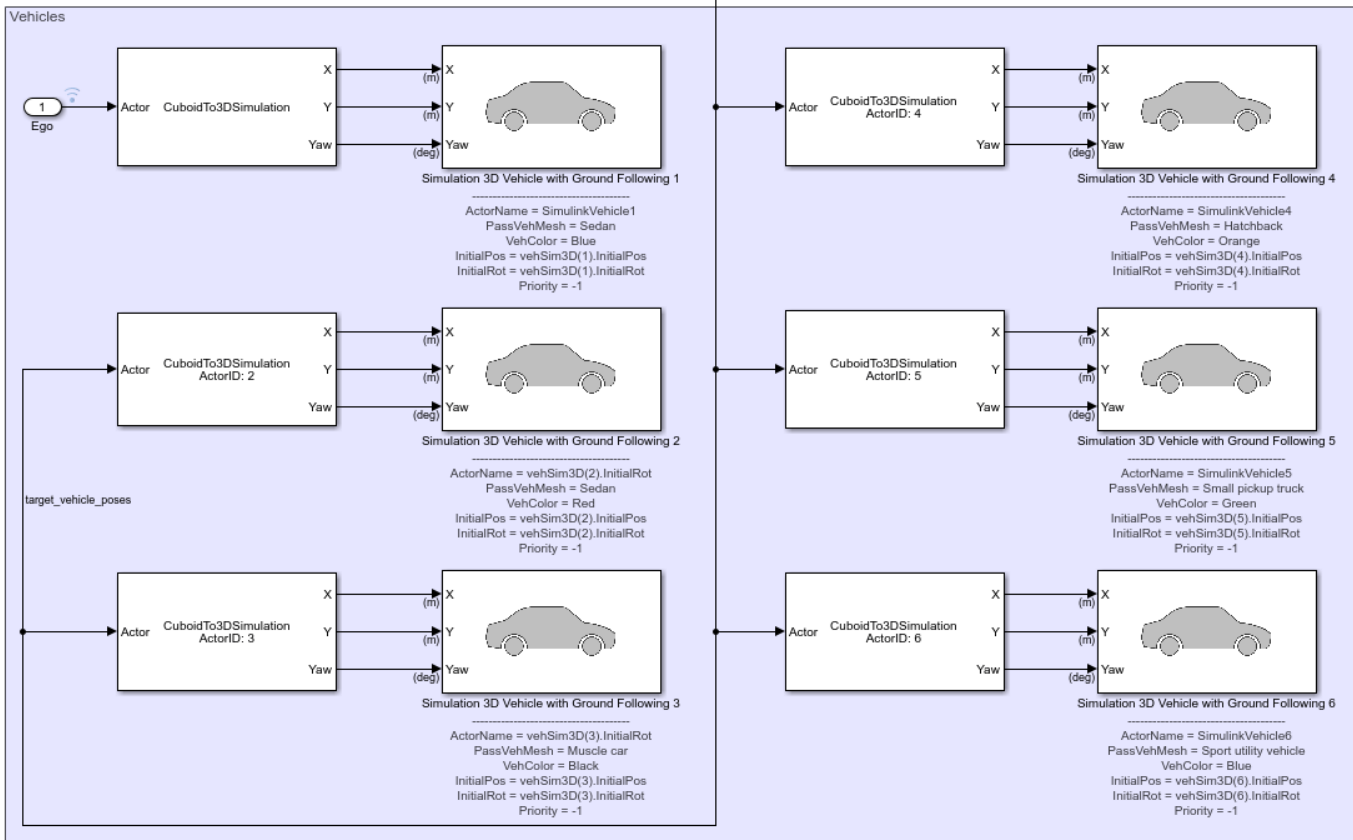 Vehicles
1
Ego
Actor
CuboidTo3DSimulation
X
Y
Yaw
(m)
(m)
(deg)
X
Y
Yaw
Simulation 3D Vehicle with Ground Following 1
----------------------------------------
ActorName = SimulinkVehicle1
PassVehMesh = Sedan
VehColor = Blue
InitialPos = vehSim3D(1).InitialPos
InitialRot = vehSim3D(1).InitialRot
Priority = -1
Actor
CuboidTo3DSimulation
ActorID: 2
X
Y
Yaw
(m)
(m)
(deg)
X
Y
Yaw
Simulation 3D Vehicle with Ground Following 2
----------------------------------------
ActorName = vehSim3D(2).InitialRot
PassVehMesh = Sedan
VehColor = Red
InitialPos = vehSim3D(2).InitialPos
InitialRot = vehSim3D(2).InitialRot
Priority = -1
target_vehicle_poses
Actor
CuboidTo3DSimulation
ActorID: 3
X
Y
Yaw
(m)
(m)
(deg)
X
Y
Yaw
Simulation 3D Vehicle with Ground Following 3
----------------------------------------
ActorName = vehSim3D(3).InitialRot
PassVehMesh = Muscle car
VehColor = Black
InitialPos = vehSim3D(3).InitialPos
InitialRot = vehSim3D(3).InitialRot
Priority = -1
Actor
CuboidTo3DSimulation
ActorID: 4
X
Y
Yaw
(m)
(m)
(deg)
X
Y
Yaw
Simulation 3D Vehicle with Ground Following 4
----------------------------------------
ActorName = SimulinkVehicle4
PassVehMesh = Hatchback
VehColor = Orange
InitialPos = vehSim3D(4).InitialPos
InitialRot = vehSim3D(4).InitialRot
Priority = -1
Actor
CuboidTo3DSimulation
ActorID: 5
X
Y
Yaw
(m)
(m)
(deg)
X
Y
Yaw
Simulation 3D Vehicle with Ground Following 5
----------------------------------------
ActorName = SimulinkVehicle5
PassVehMesh = Small pickup truck
VehColor = Green
InitialPos = vehSim3D(5).InitialPos
InitialRot = vehSim3D(5).InitialRot
Priority = -1
Actor
CuboidTo3DSimulation
ActorID: 6
X
Y
Yaw
(m)
(m)
(deg)
X
Y
Yaw
Simulation 3D Vehicle with Ground Following 6
----------------------------------------
ActorName = SimulinkVehicle6
PassVehMesh = Sport utility vehicle
VehColor = Blue
InitialPos = vehSim3D(6).InitialPos
InitialRot = vehSim3D(6).InitialRot
Priority = -1